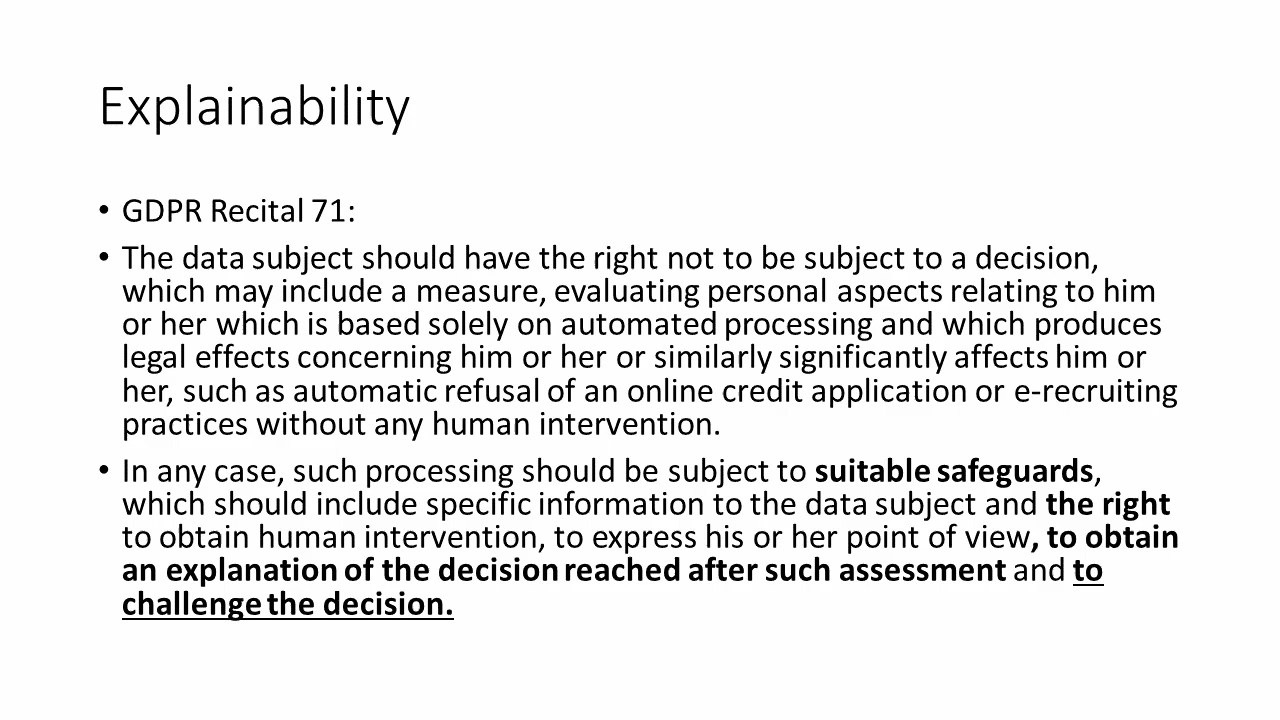 Explainability
• GDPR Recital 71:
• The data subject should have the right not to be subject to a decision,
which may include a measure, evaluating personal aspects relating to him
or her which is based solely on automated processing and which produces
legal effects concerning him or her or similarly significantly affects him or
her, such as automatic refusal of an online credit application or e-recruiting
practices without any human intervention.
• In any case, such processing should be subject to suitable safeguards,
which should include specific information to the data subject and the right
to obtain human intervention, to express his or her point of view, to obtain
an explanation of the decision reached after such assessment and to
challenge the decision.